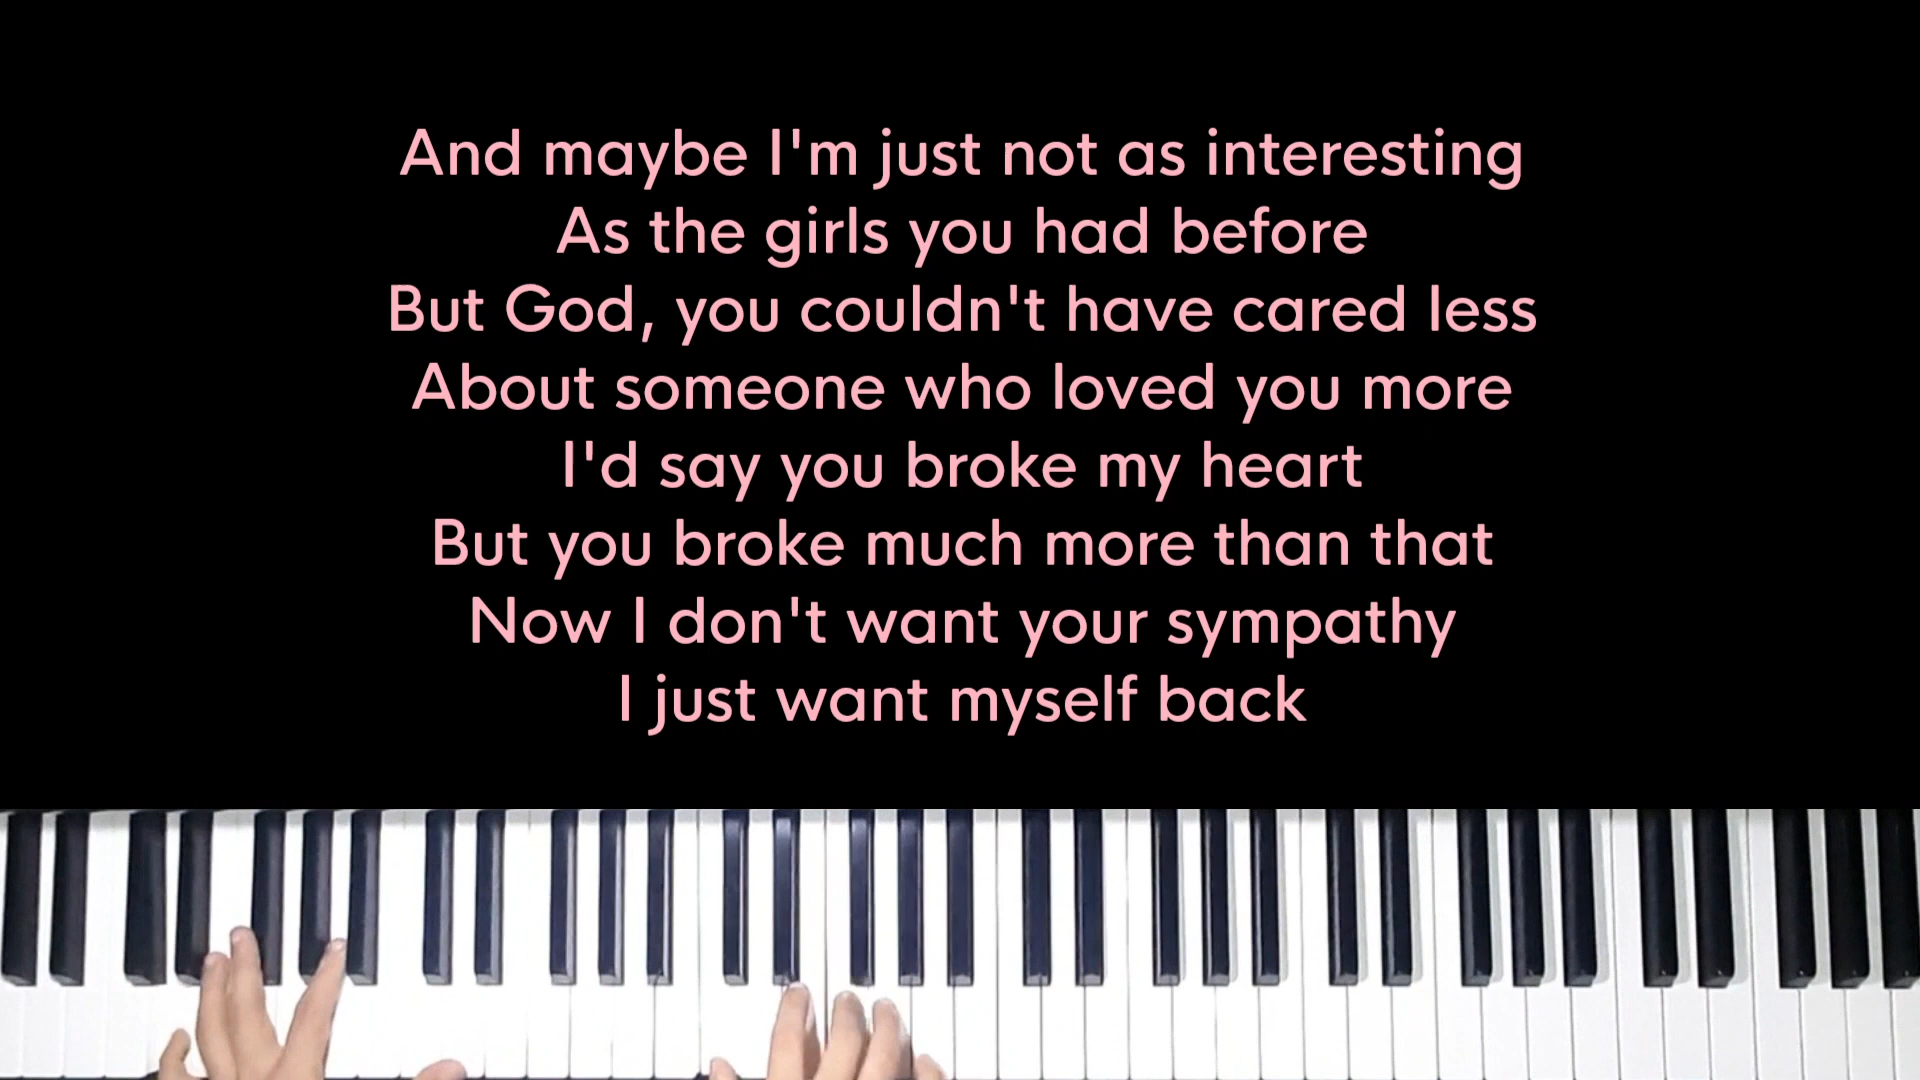 And maybe I'm just not as interesting
As the girls you had before
But God, you couldn't have cared less
About someone who loved you more
I'd say you broke my heart
But you broke much more than that
Now I don't want your sympathy
I just want myself back